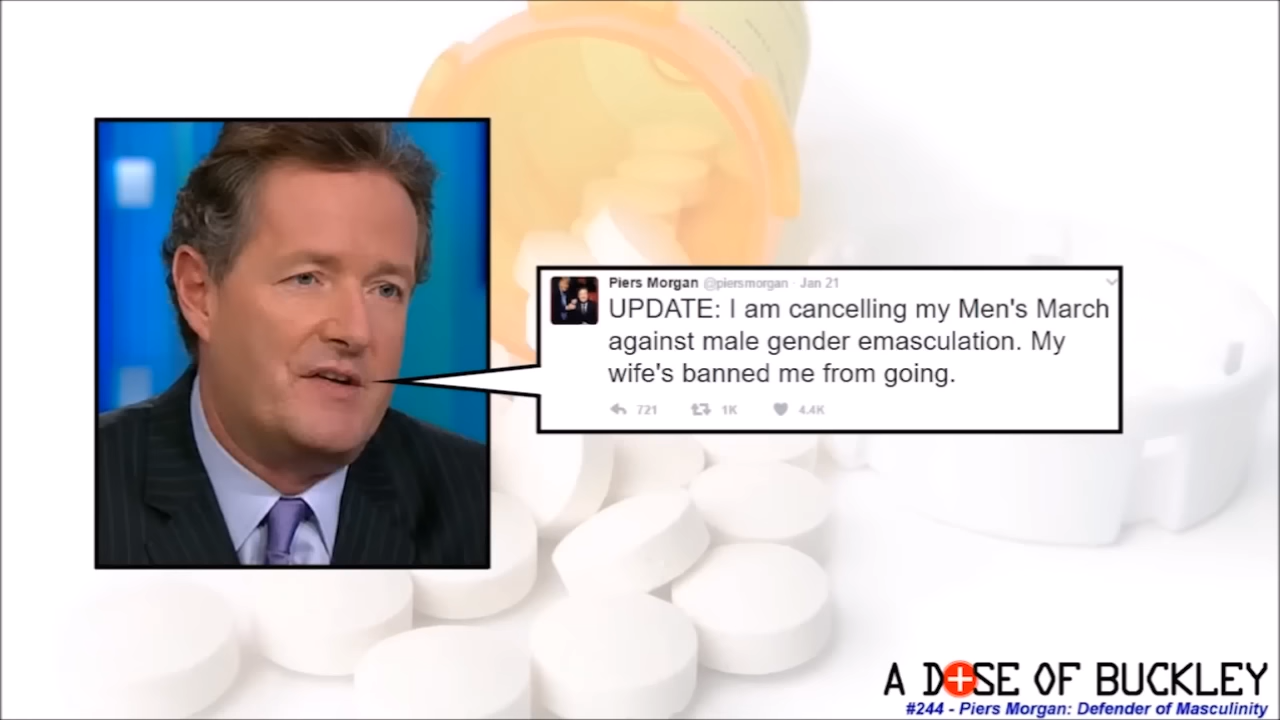 Piers Morgan @piersmorgan · Jan 21
UPDATE: I am cancelling my Men's March
against male gender emasculation. My
wife's banned me from going.
721 1K 4.4K
A DOSE OF BUCKLEY
#244 - Piers Morgan: Defender of Masculinity